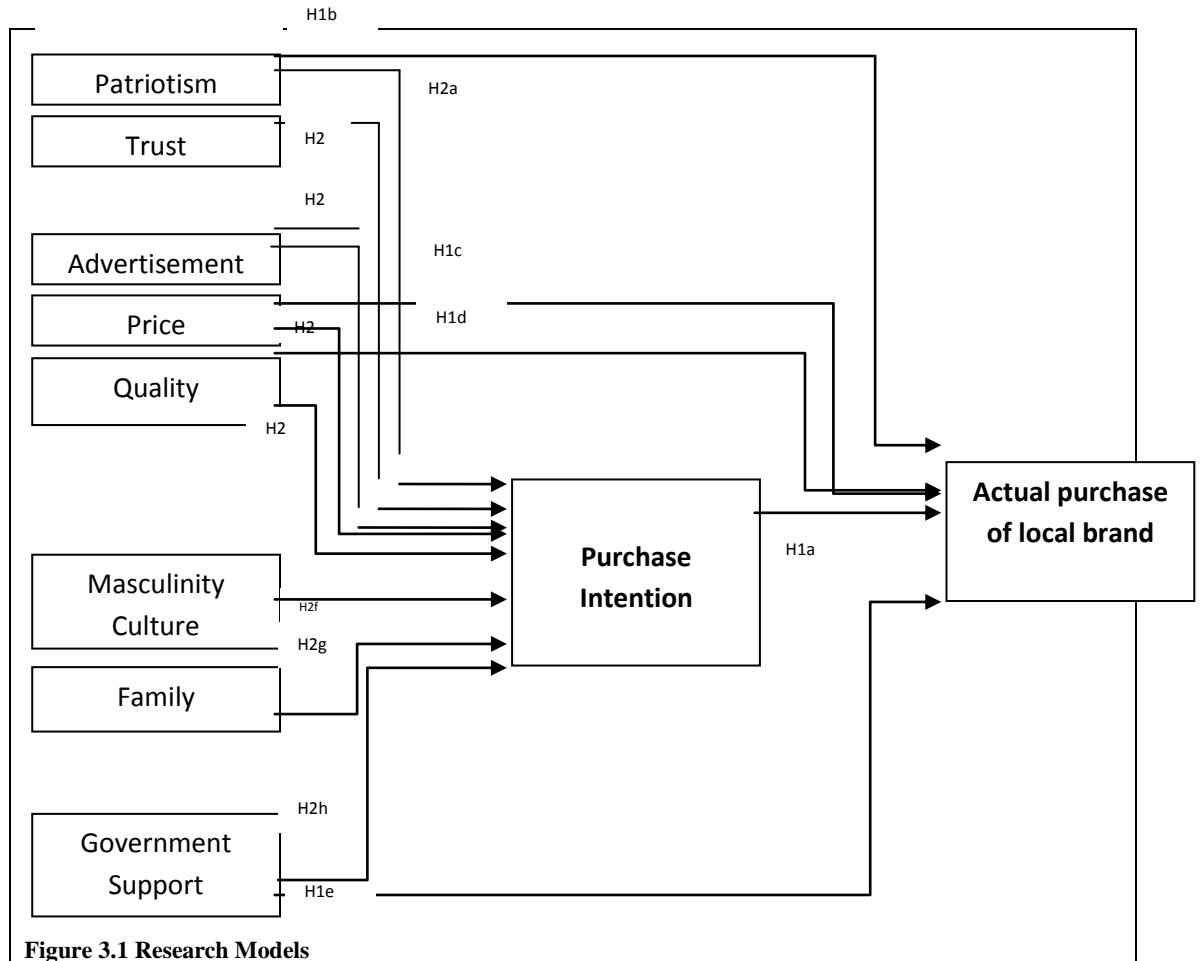 H1b
Patriotism
H2a
Trust
H2
H2
Advertisement
H1c
Price
H2
H1d
Quality
H2
Purchase
Intention
Actual purchase
of local brand
H1a
Masculinity
Culture
H2f
H2g
Family
H2h
Government
Support
H1e
Figure 3.1 Research Models